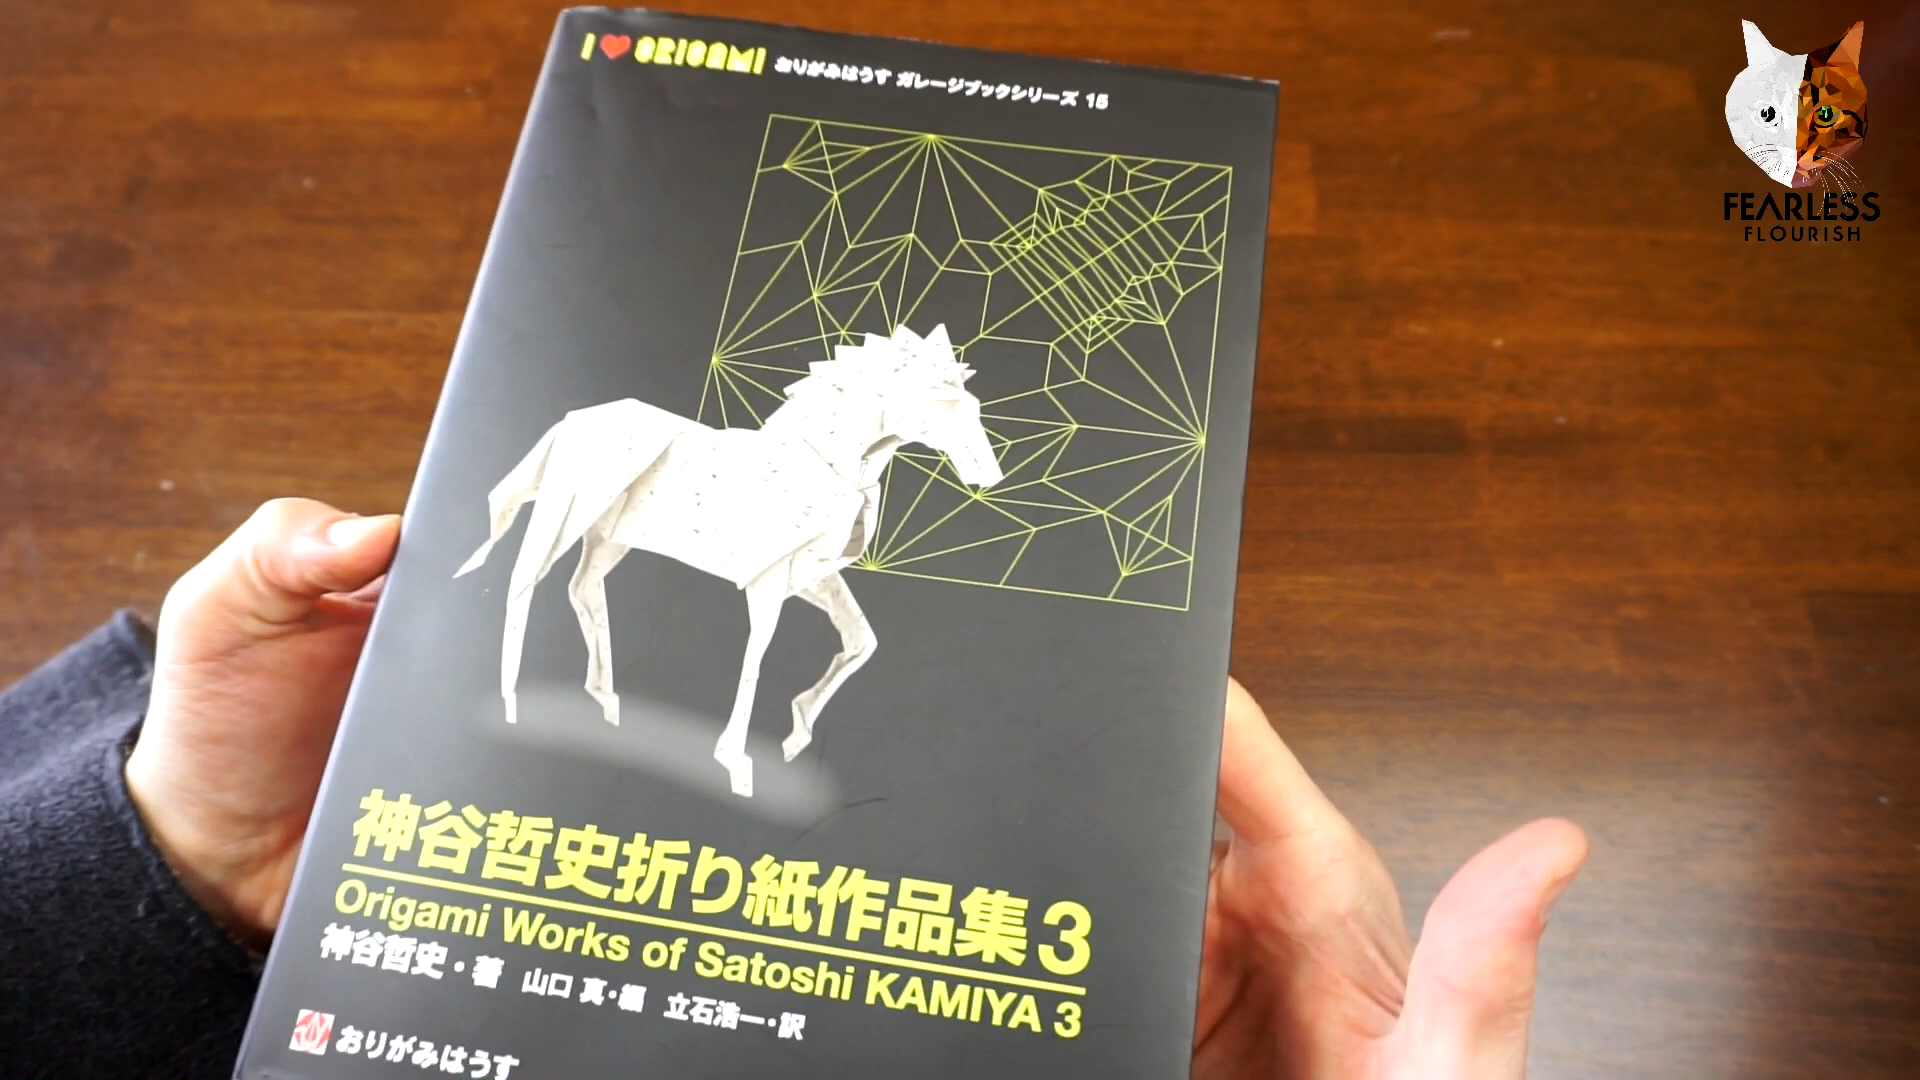 I ❤ ORIGAMI おりがみはうす ガレージブックシリーズ 15
FEARLESS
FLOURISH
神谷哲史折り紙作品集3
Origami Works of Satoshi KAMIYA 3
神谷哲史・著 山口 真・編 立石浩一・訳
おりがみはうす